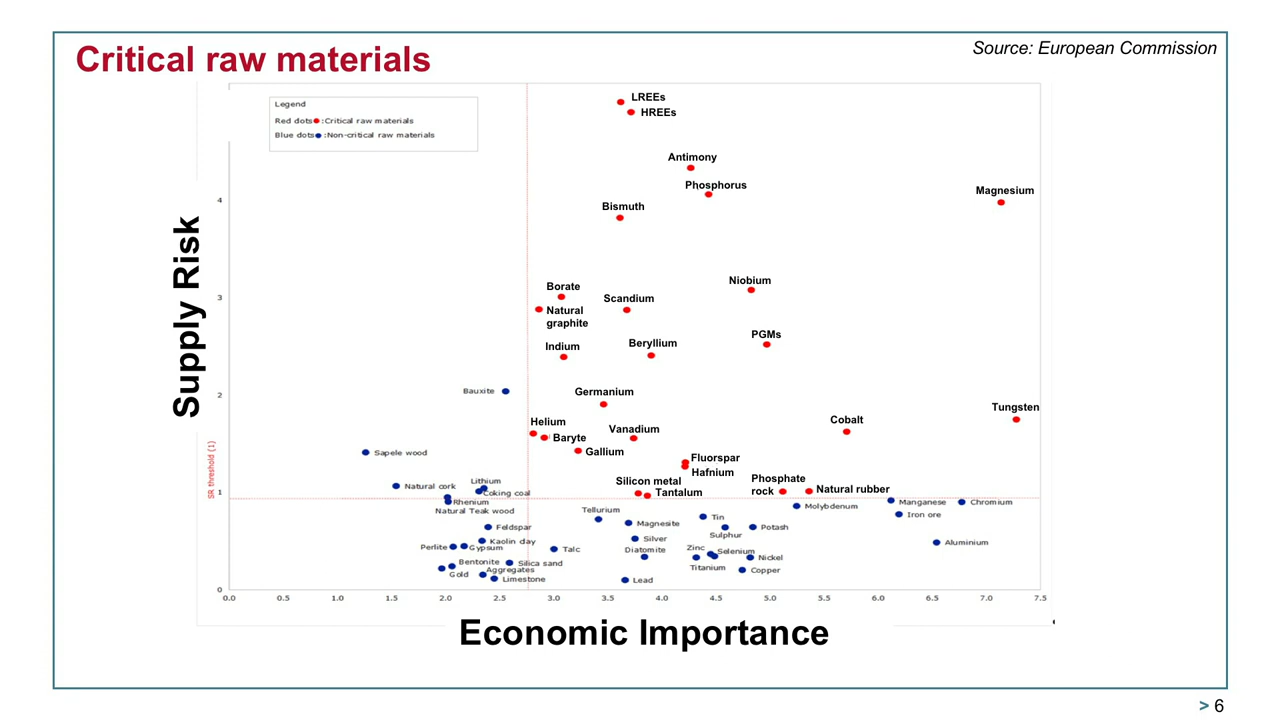 Critical raw materials
Source: European Commission
Legend
Red dots :Critical raw materials
Blue dots :Non-critical raw materials
LREEs
HREEs
Antimony
Phosphorus
Magnesium
4
Bismuth
Niobium
Borate
3
Scandium
Natural
graphite
PGMs
Indium
Beryllium
Supply Risk
Bauxite
Germanium
2
Tungsten
Helium
Cobalt
Vanadium
Baryte
Sapele wood
Gallium
Fluorspar
Hafnium
SR threshold (1)
Lithium
Silicon metal
Phosphate
rock
Natural cork
Natural rubber
1
Coking coal
Tantalum
Rhenium
Manganese
Chromium
Natural Teak wood
Tellurium
Molybdenum
Iron ore
Tin
Feldspar
Magnesite
Potash
Sulphur
Kaolin clay
Silver
Aluminium
Perlite
Gypsum
Talc
Diatomite
Zinc
Selenium
Nickel
Bentonite
Silica sand
Titanium
Gold
Aggregates
Copper
Limestone
Lead
0
0.0 0.5 1.0 1.5 2.0 2.5 3.0 3.5 4.0 4.5 5.0 5.5 6.0 6.5 7.0 7.5
Economic Importance
> 6